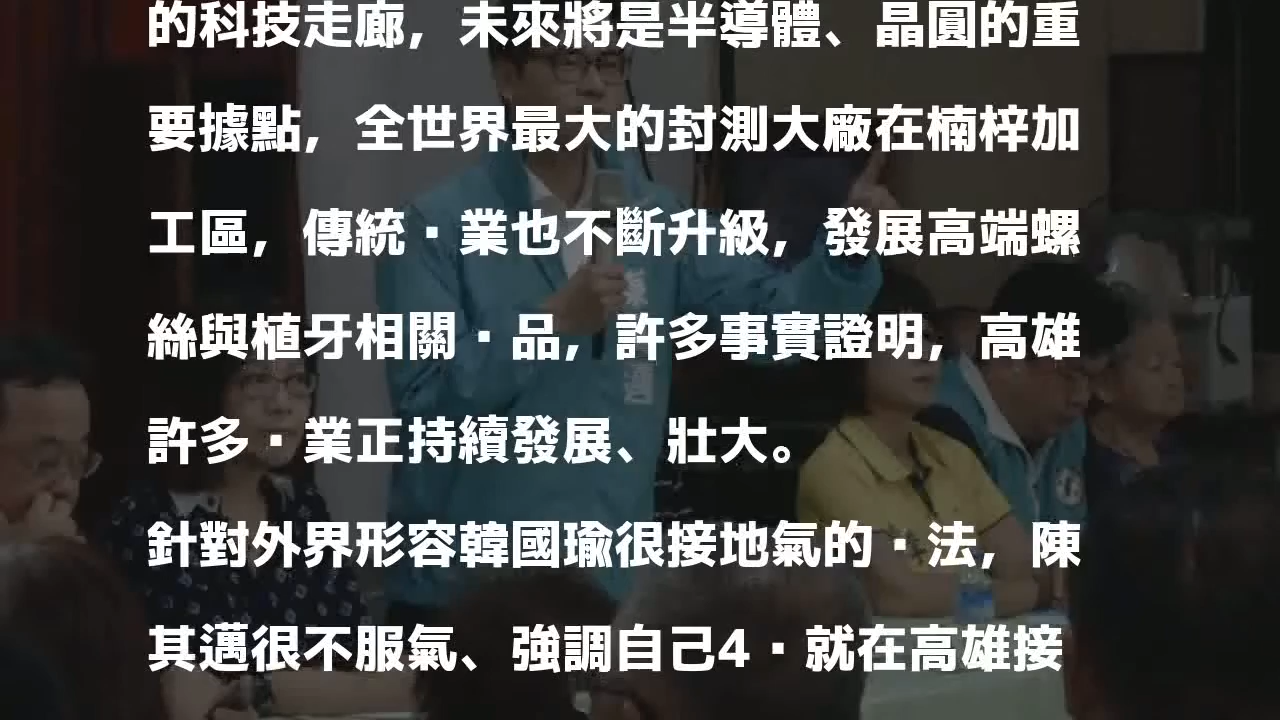 的科技走廊，未來將是半導體、晶圓的重
要據點，全世界最大的封測大廠在楠梓加
工區，傳統·業也不斷升級，發展高端螺
絲與植牙相關·品，許多事實證明，高雄
許多·業正持續發展、壯大。
針對外界形容韓國瑜很接地氣的·法，陳
其邁很不服氣、強調自己4·就在高雄接